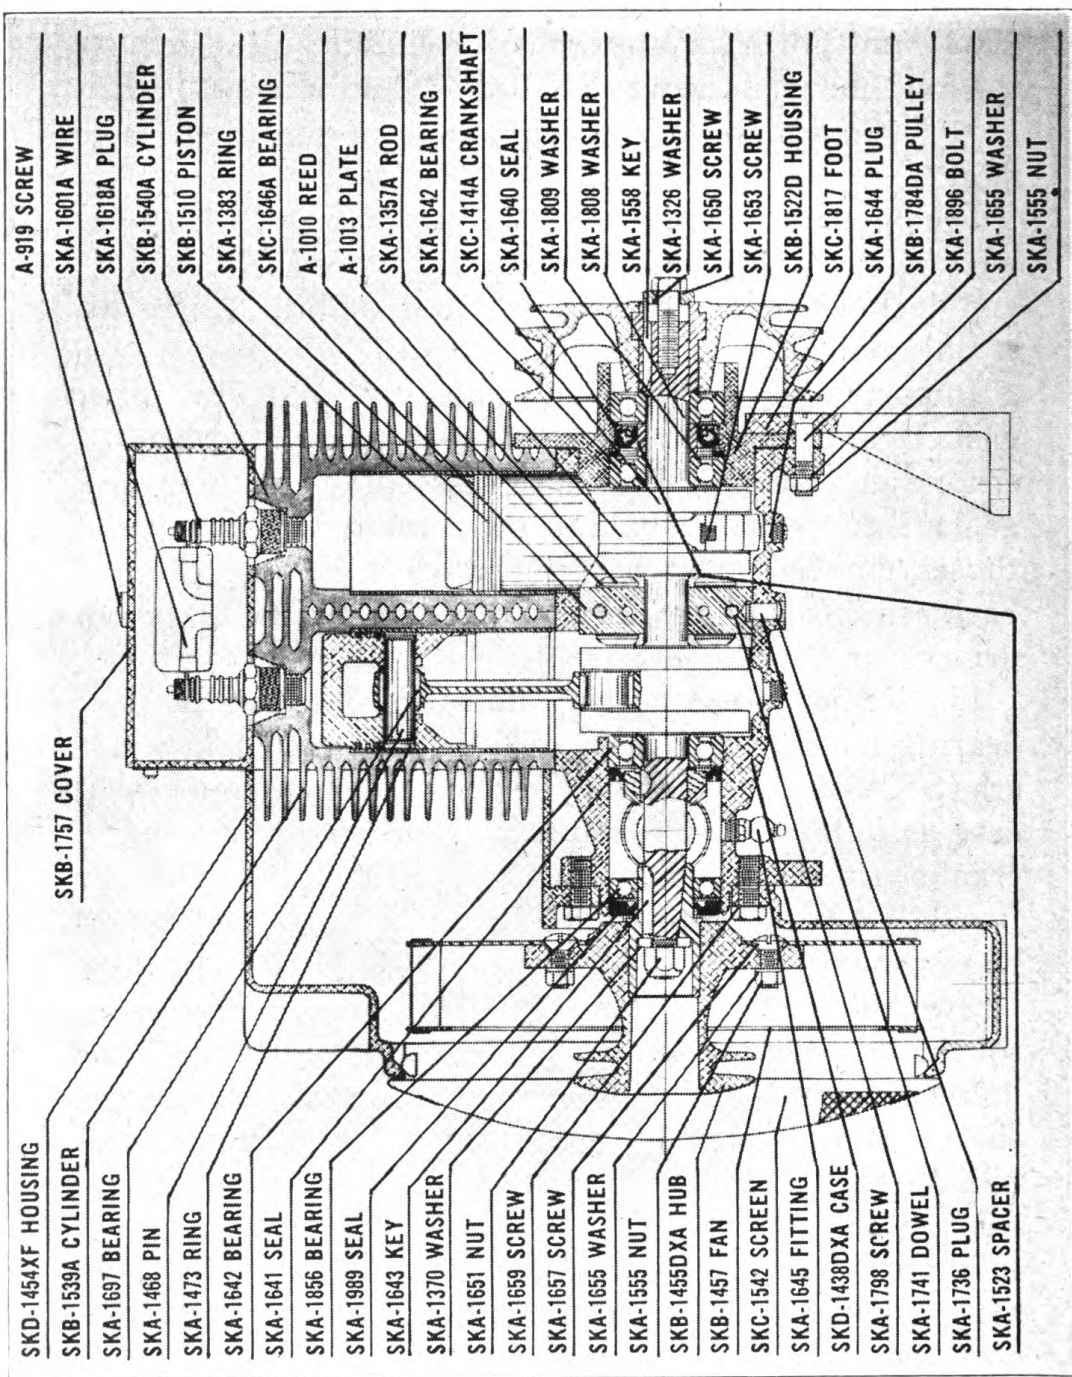 A-919 SCREW
SKA-1601A WIRE
SKA-1618A PLUG
SKB-1540A CYLINDER
SKB-1510 PISTON
SKA-1383 RING
SKC-1646A BEARING
A-1010 REED
A-1013 PLATE
SKA-1357A ROD
SKA-1642 BEARING
SKC-1414A CRANKSHAFT
SKA-1640 SEAL
SKA-1809 WASHER
SKA-1808 WASHER
SKA-1558 KEY
SKA-1326 WASHER
SKA-1650 SCREW
SKA-1653 SCREW
SKB-1522D HOUSING
SKC-1817 FOOT
SKA-1644 PLUG
SKB-1784DA PULLEY
SKA-1896 BOLT
SKA-1655 WASHER
SKA-1555 NUT
SKB-1757 COVER
SKD-1454XF HOUSING
SKB-1539A CYLINDER
SKA-1697 BEARING
SKA-1468 PIN
SKA-1473 RING
SKA-1642 BEARING
SKA-1641 SEAL
SKA-1856 BEARING
SKA-1989 SEAL
SKA-1643 KEY
SKA-1370 WASHER
SKA-1651 NUT
SKA-1659 SCREW
SKA-1657 SCREW
SKA-1655 WASHER
SKA-1555 NUT
SKB-1455DXA HUB
SKB-1457 FAN
SKC-1542 SCREEN
SKA-1645 FITTING
SKD-1438DXA CASE
SKA-1798 SCREW
SKA-1741 DOWEL
SKA-1736 PLUG
SKA-1523 SPACER